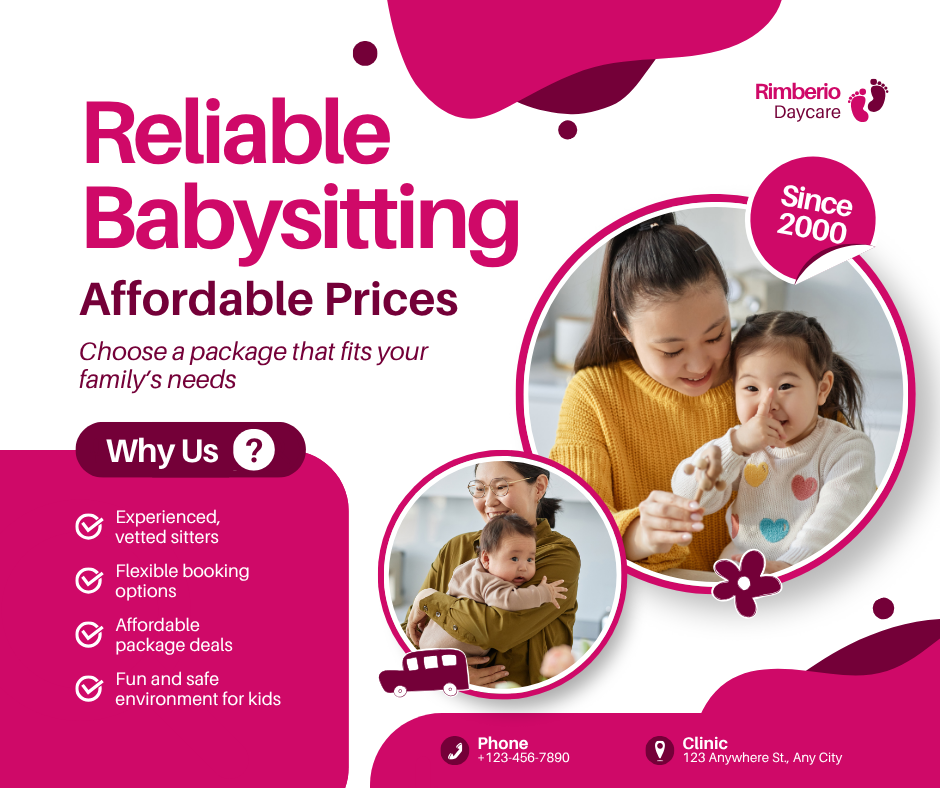 Rimberio
Daycare
Reliable
Babysitting
Since
2000
Affordable Prices
Choose a package that fits your
family’s needs
Why Us ?
Experienced,
vetted sitters
Flexible booking
options
Affordable
package deals
Fun and safe
environment for kids
Phone
+123-456-7890
Clinic
123 Anywhere St., Any City